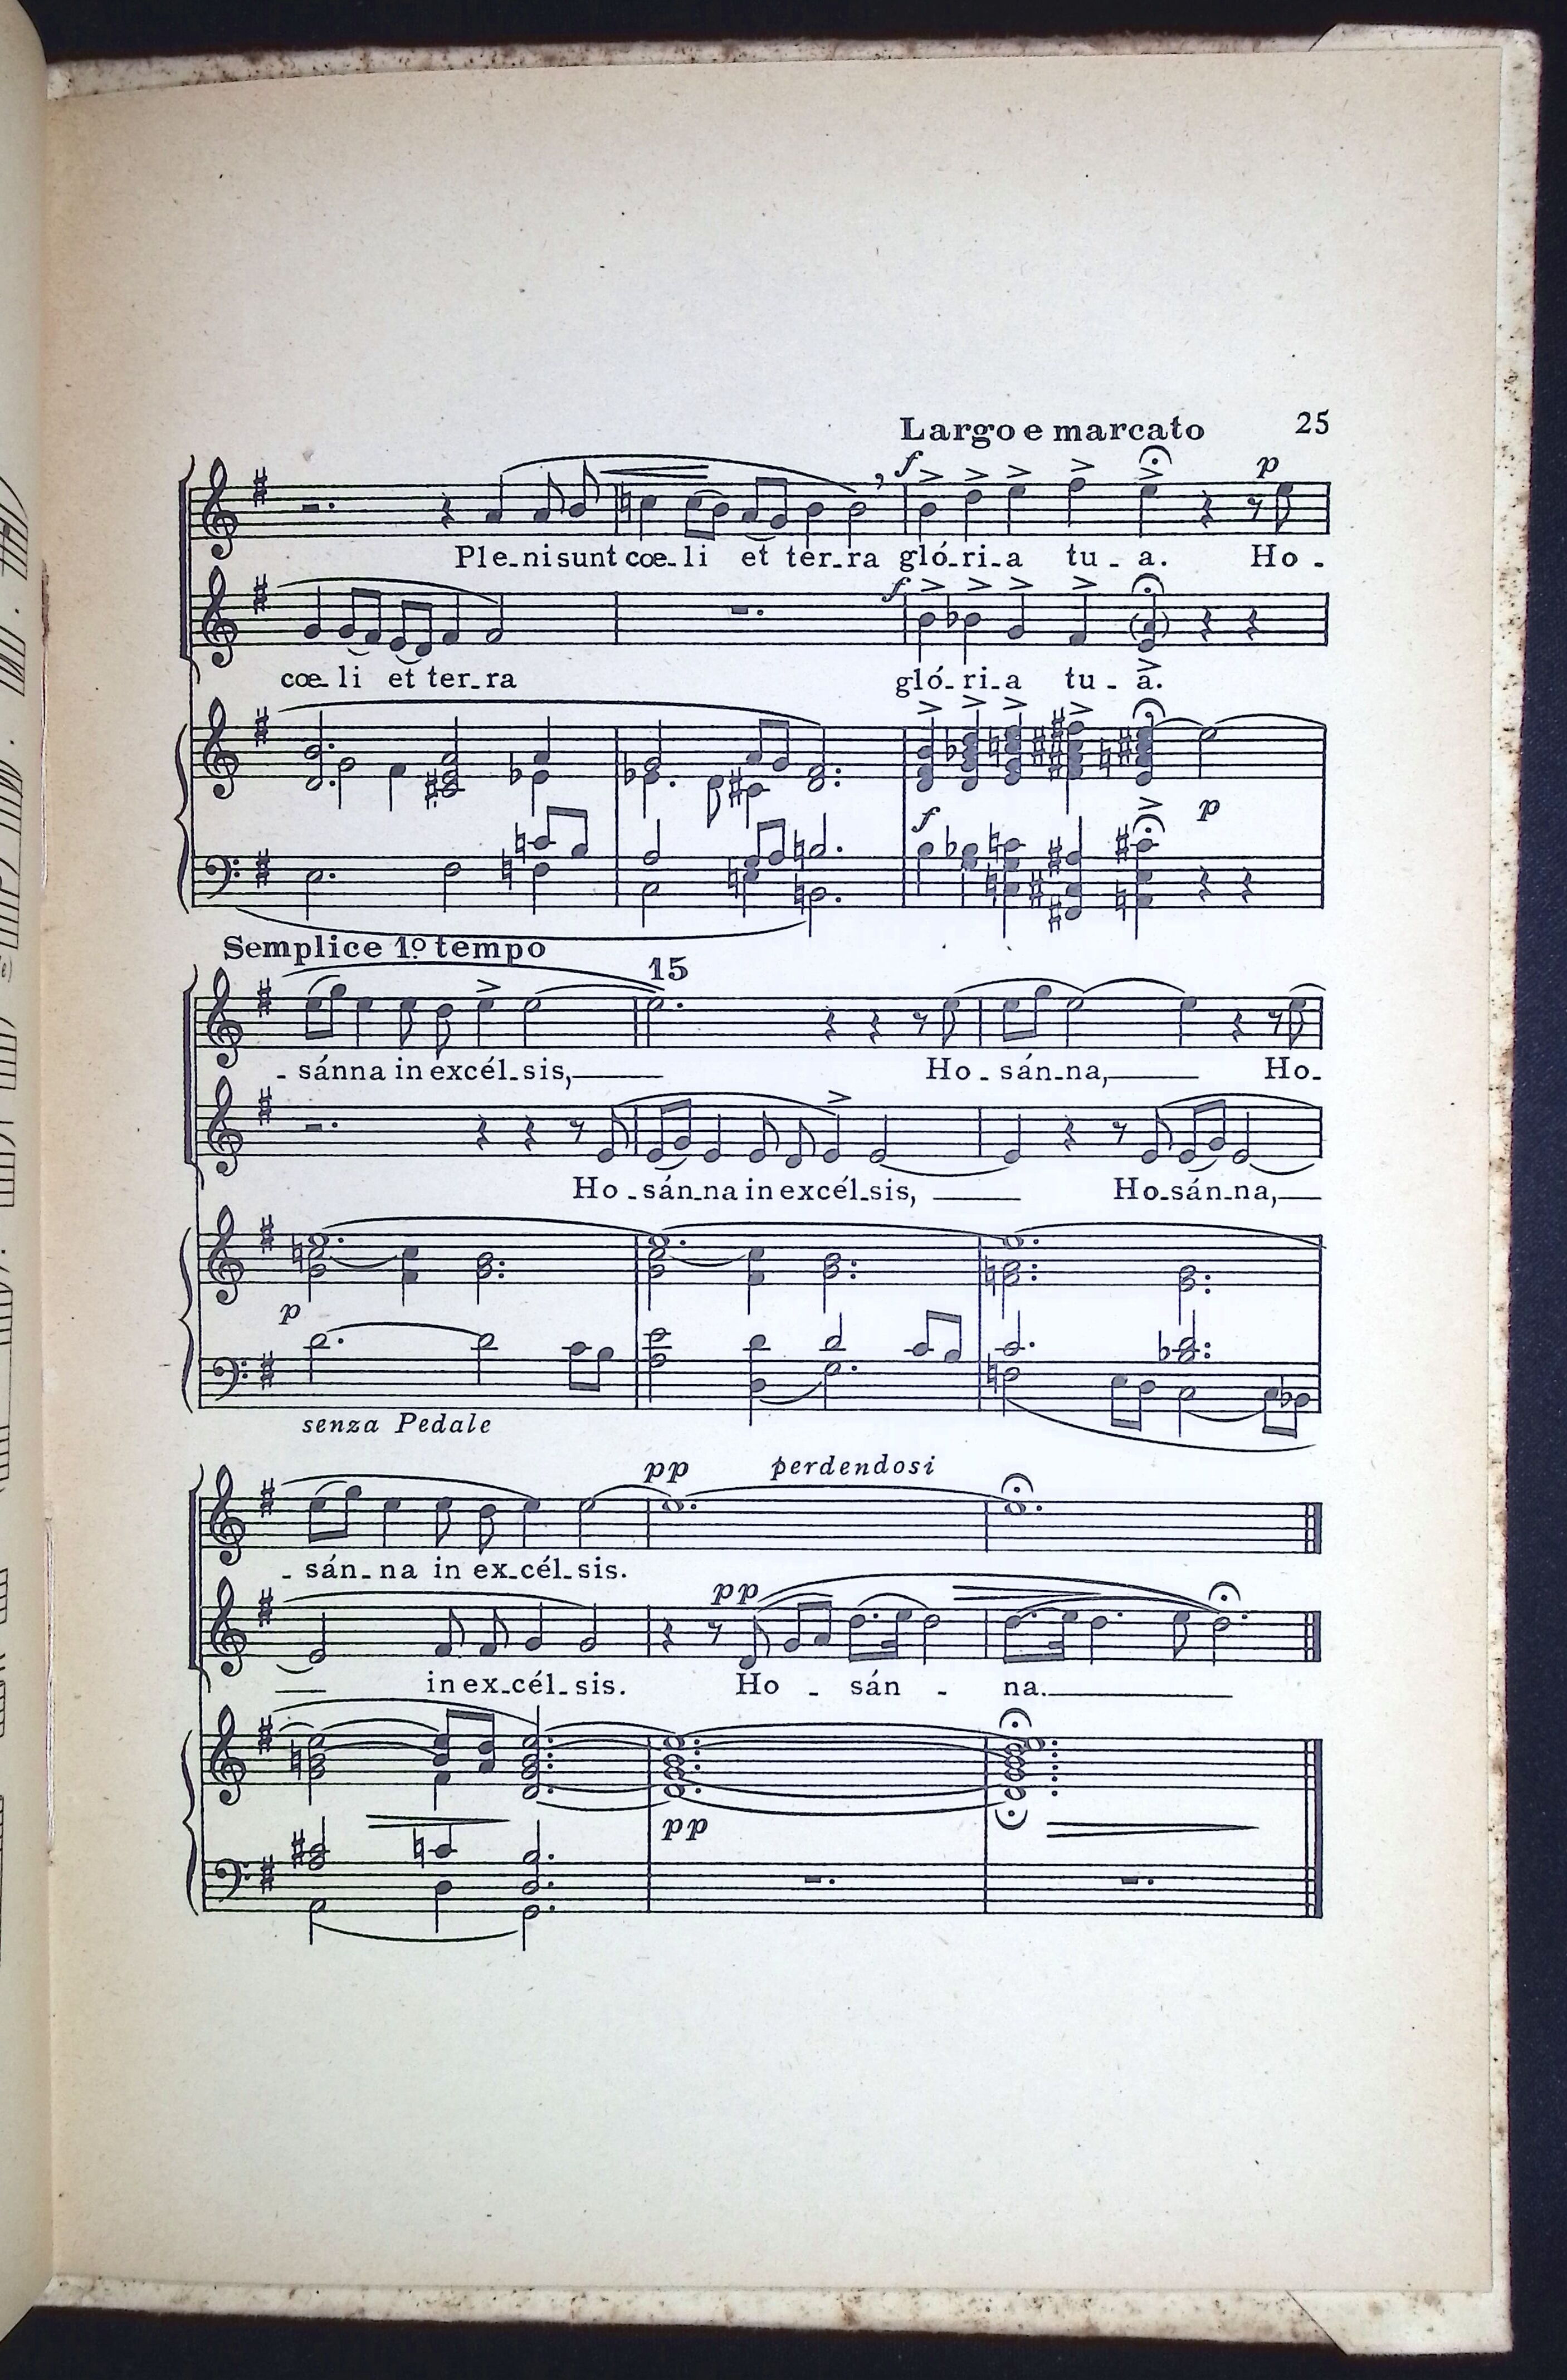 Largo e marcato 25
f p
Ple_ni sunt cœ_li et ter_ra gló_ri_a tu_a. Ho_
f
cœ_li et ter_ra gló_ri_a tu_a.
f p
Semplice 1º tempo
15
_sánna in excél_sis, Ho_sán_na, Ho_
Ho_sán_na in excél_sis, Ho_sán_na,
p
senza Pedale
pp perdendosi
_sán_na in ex_cél_sis.
pp
in ex_cél_sis. Ho_sán_na.
pp